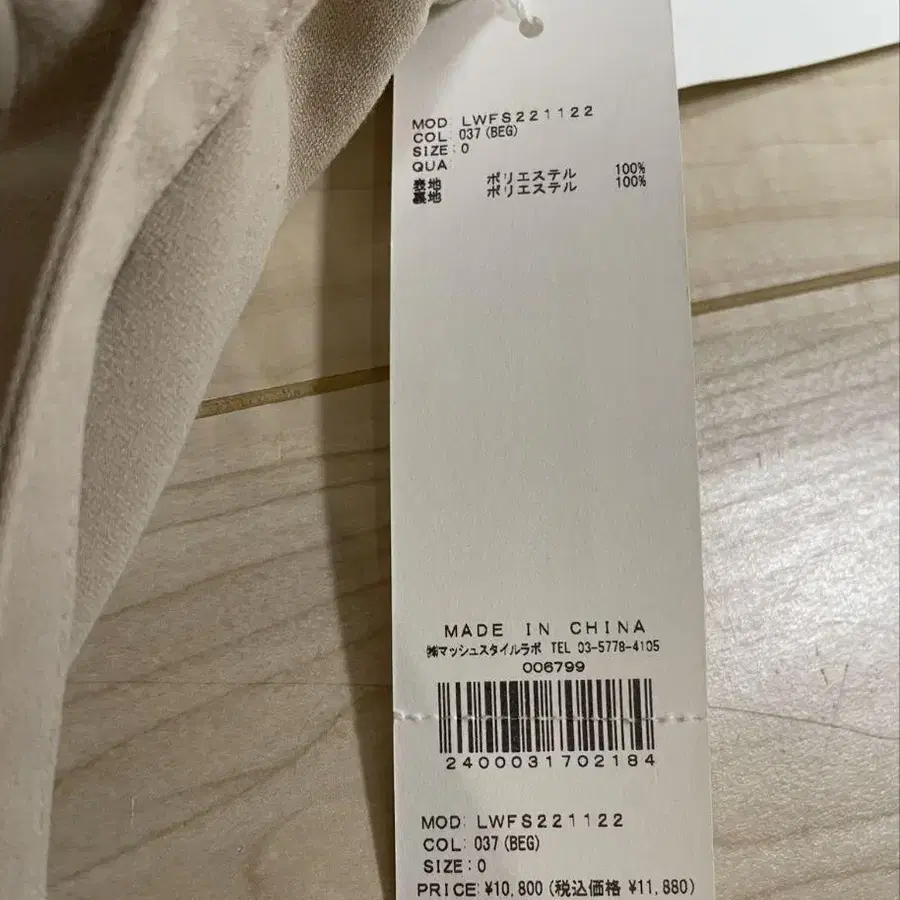 MOD: LWFS221122
COL: 037(BEG)
SIZE:0
QUA:
表地 ポリエステル 100%
裏地 ポリエステル 100%
MADE IN CHINA
㈱マッシュスタイルラボ TEL 03-5778-4105
006799
2400031702184
MOD: LWFS221122
COL: 037(BEG)
SIZE:0
PRICE:¥10,800(税込価格 ¥11,880)